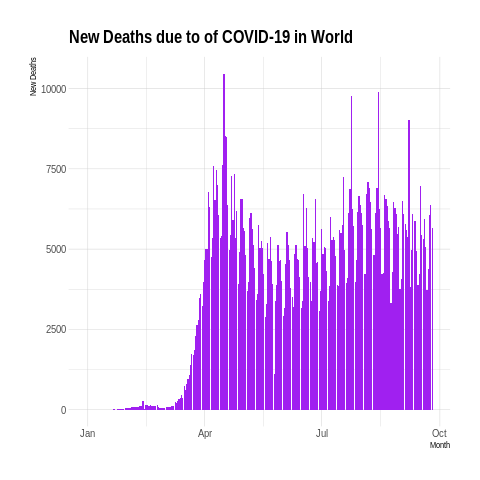 New Deaths due to of COVID-19 in World
New Deaths
10000
7500
5000
2500
0
Jan
Apr
Jul
Oct
Month